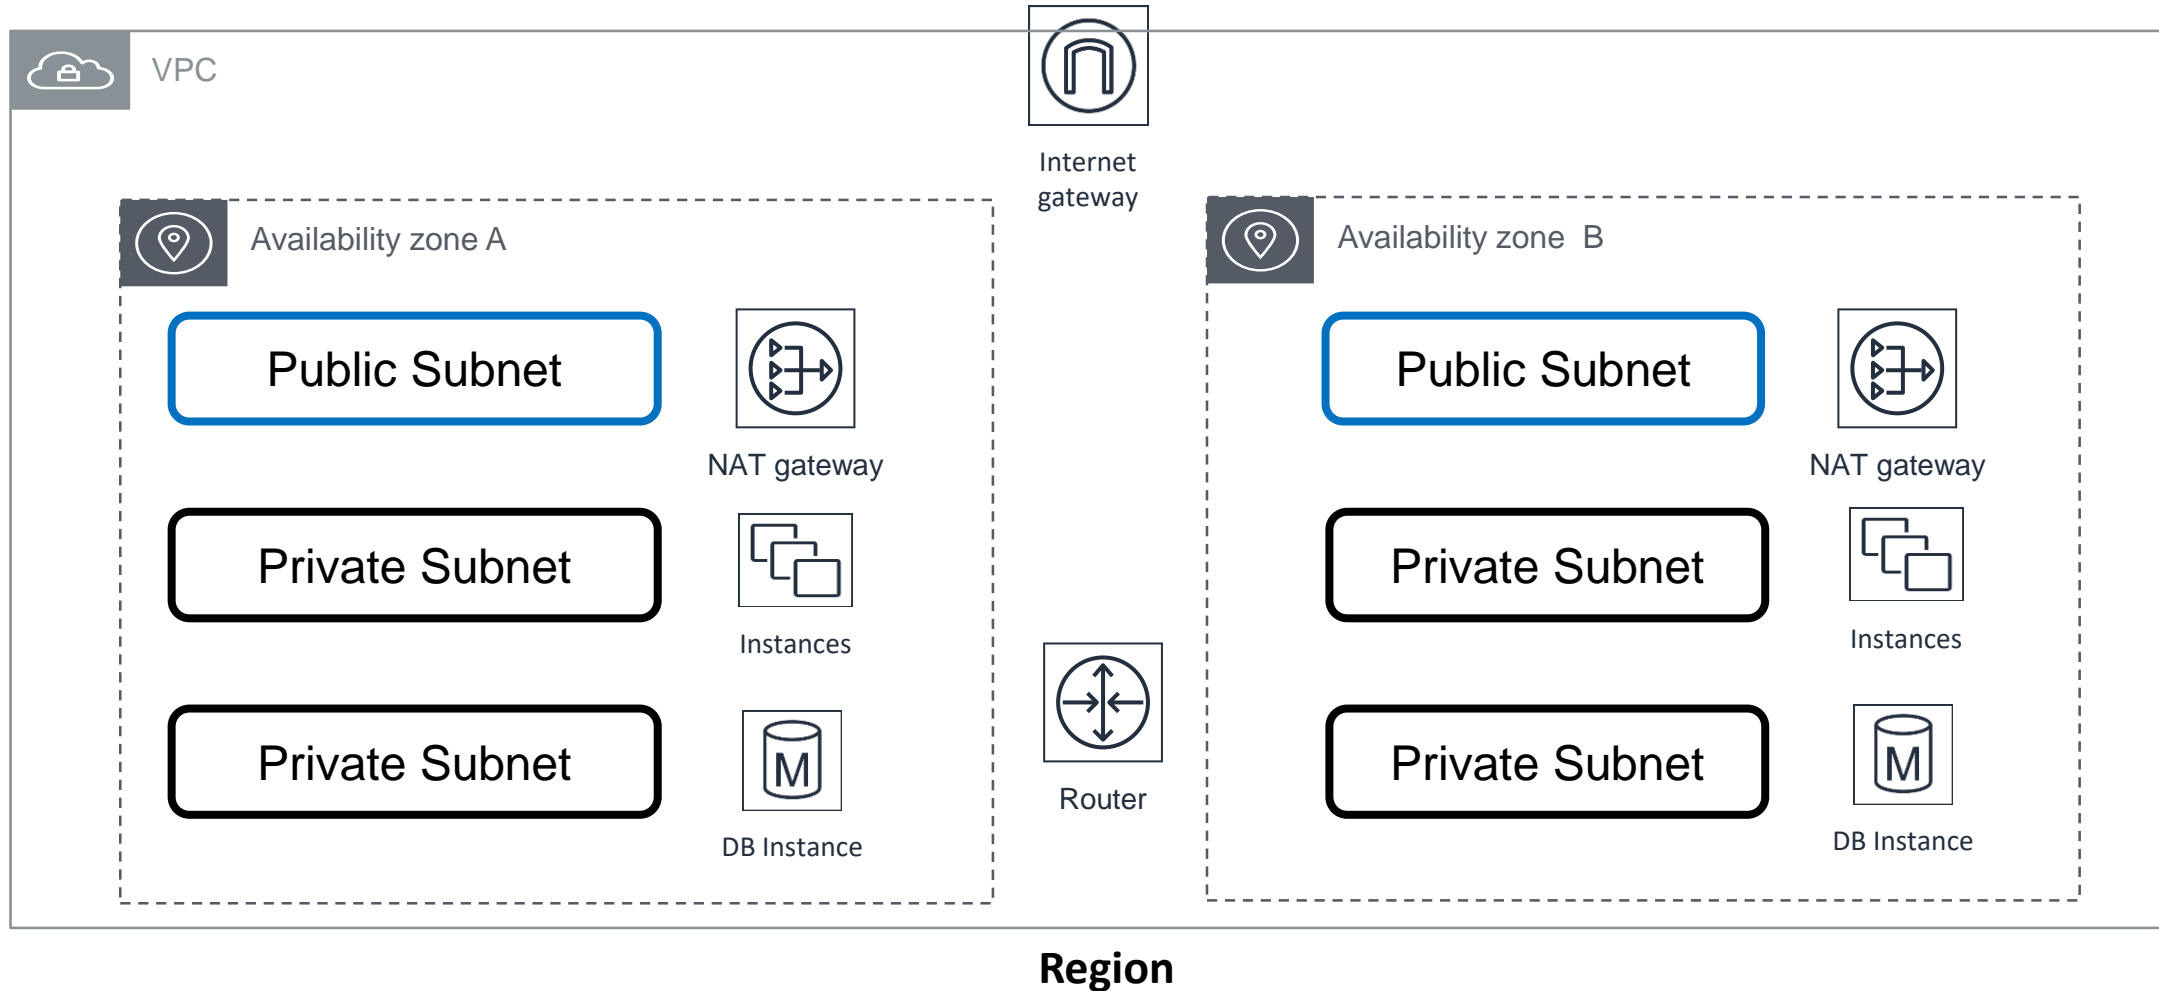 VPC
Internet
gateway
Availability zone A
Public Subnet
NAT gateway
Private Subnet
Instances
Private Subnet
M
DB Instance
Router
Availability zone  B
Public Subnet
NAT gateway
Private Subnet
Instances
Private Subnet
M
DB Instance
Region